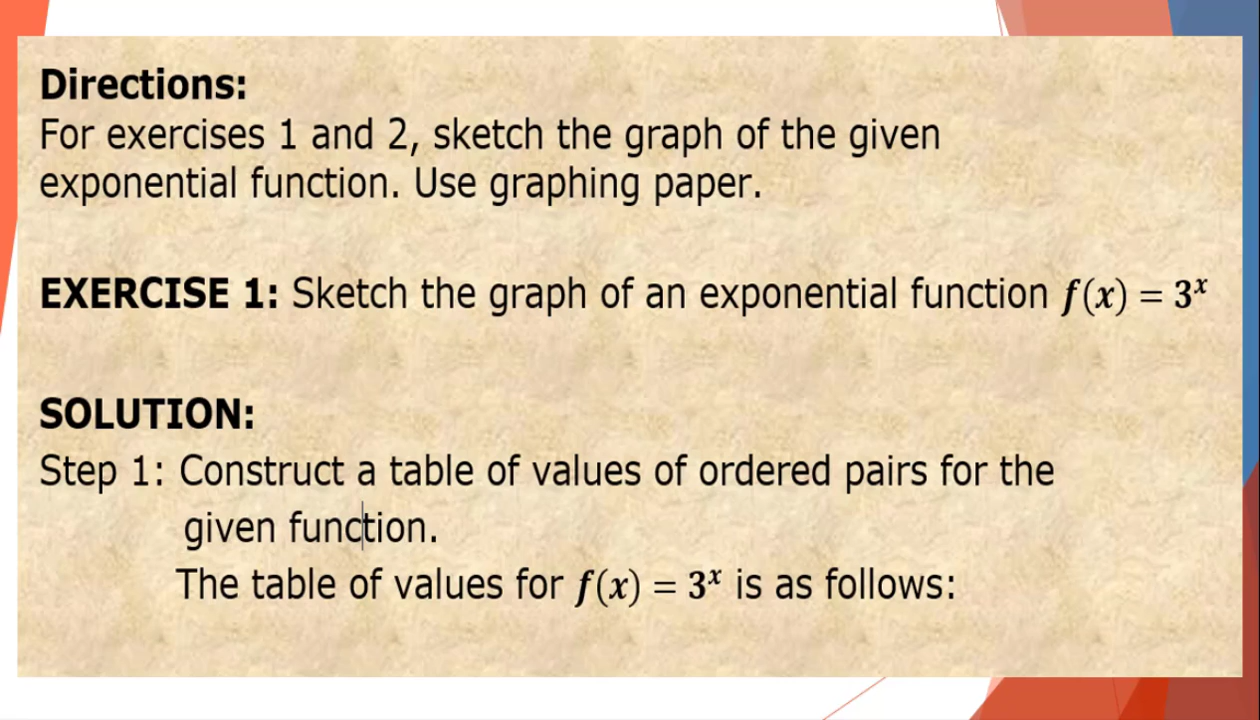 Directions:
For exercises 1 and 2, sketch the graph of the given
exponential function. Use graphing paper.
EXERCISE 1: Sketch the graph of an exponential function f(x) = 3ˣ
SOLUTION:
Step 1: Construct a table of values of ordered pairs for the
given function.
The table of values for f(x) = 3ˣ is as follows: